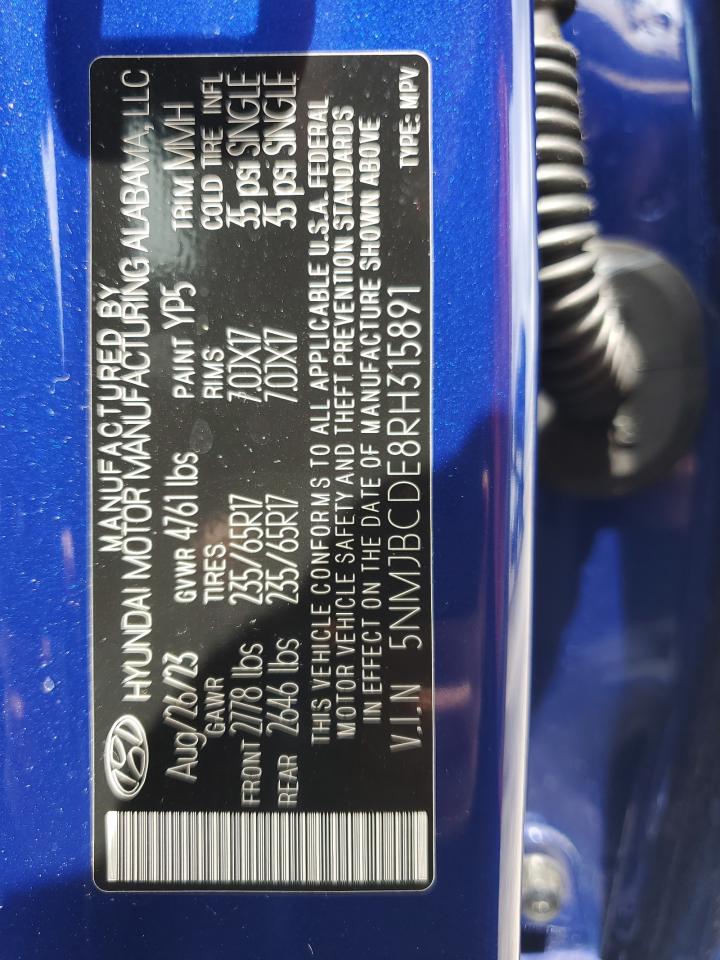 MANUFACTURED BY
HYUNDAI MOTOR MANUFACTURING ALABAMA, LLC
Aug/26/23 GVWR 4761 lbs PAINT YP5 TRIM MMH
GAWR TIRES RIMS COLD TIRE INFL
FRONT 2778 lbs 235/65R17 7.0JX17 35 psi SINGLE
REAR 2646 lbs 235/65R17 7.0JX17 35 psi SINGLE
THIS VEHICLE CONFORMS TO ALL APPLICABLE U.S.A. FEDERAL
MOTOR VEHICLE SAFETY AND THEFT PREVENTION STANDARDS
IN EFFECT ON THE DATE OF MANUFACTURE SHOWN ABOVE
V.I.N 5NMJBCDE8RH315891 TYPE: MPV